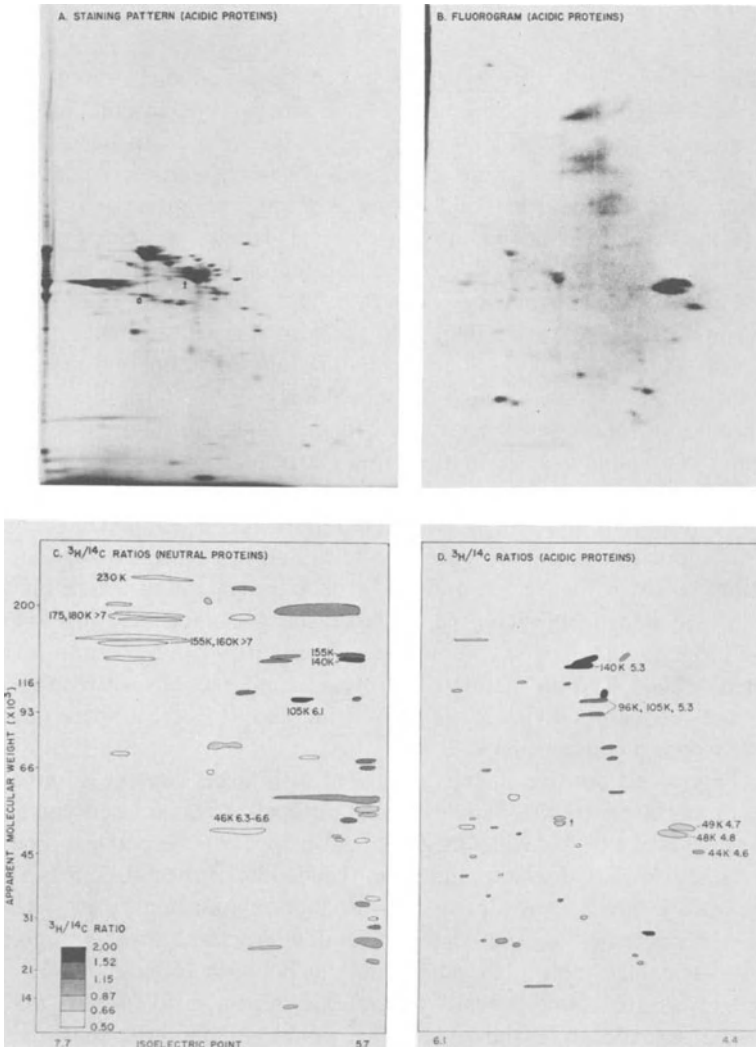 A. STAINING PATTERN (ACIDIC PROTEINS)
B. FLUOROGRAM (ACIDIC PROTEINS)
d
t
C. ³H/¹⁴C RATIOS (NEUTRAL PROTEINS)
230 K
200
175, 180K >7
155K, 160K >7
155K
140K
116
105K 6.1
93
66
46K 6.3-6.6
45
31
21
14
APPARENT MOLECULAR WEIGHT (X10³)
³H/¹⁴C RATIO
2.00
1.52
1.15
0.87
0.66
0.50
7.7 ISOELECTRIC POINT 5.7
D. ³H/¹⁴C RATIOS (ACIDIC PROTEINS)
140K 5.3
96K, 105K, 5.3
t
49K 4.7
48K 4.8
44K 4.6
6.1 4.4